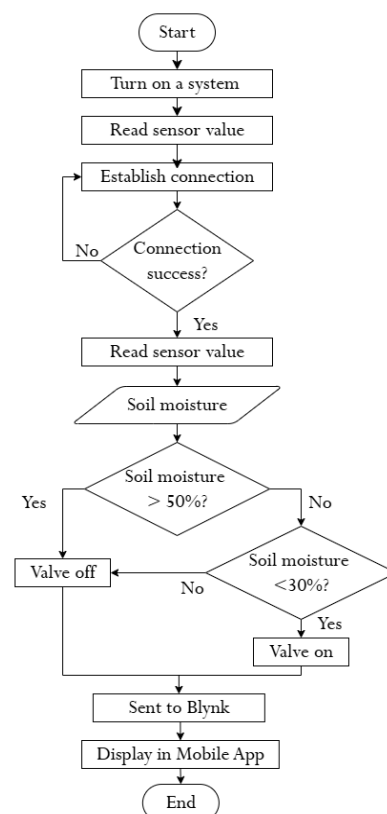 Start
Turn on a system
Read sensor value
Establish connection
No
Connection
success?
Yes
Read sensor value
Soil moisture
Soil moisture
> 50%?
Yes
No
Soil moisture
<30%?
Valve off
No
Yes
Valve on
Sent to Blynk
Display in Mobile App
End